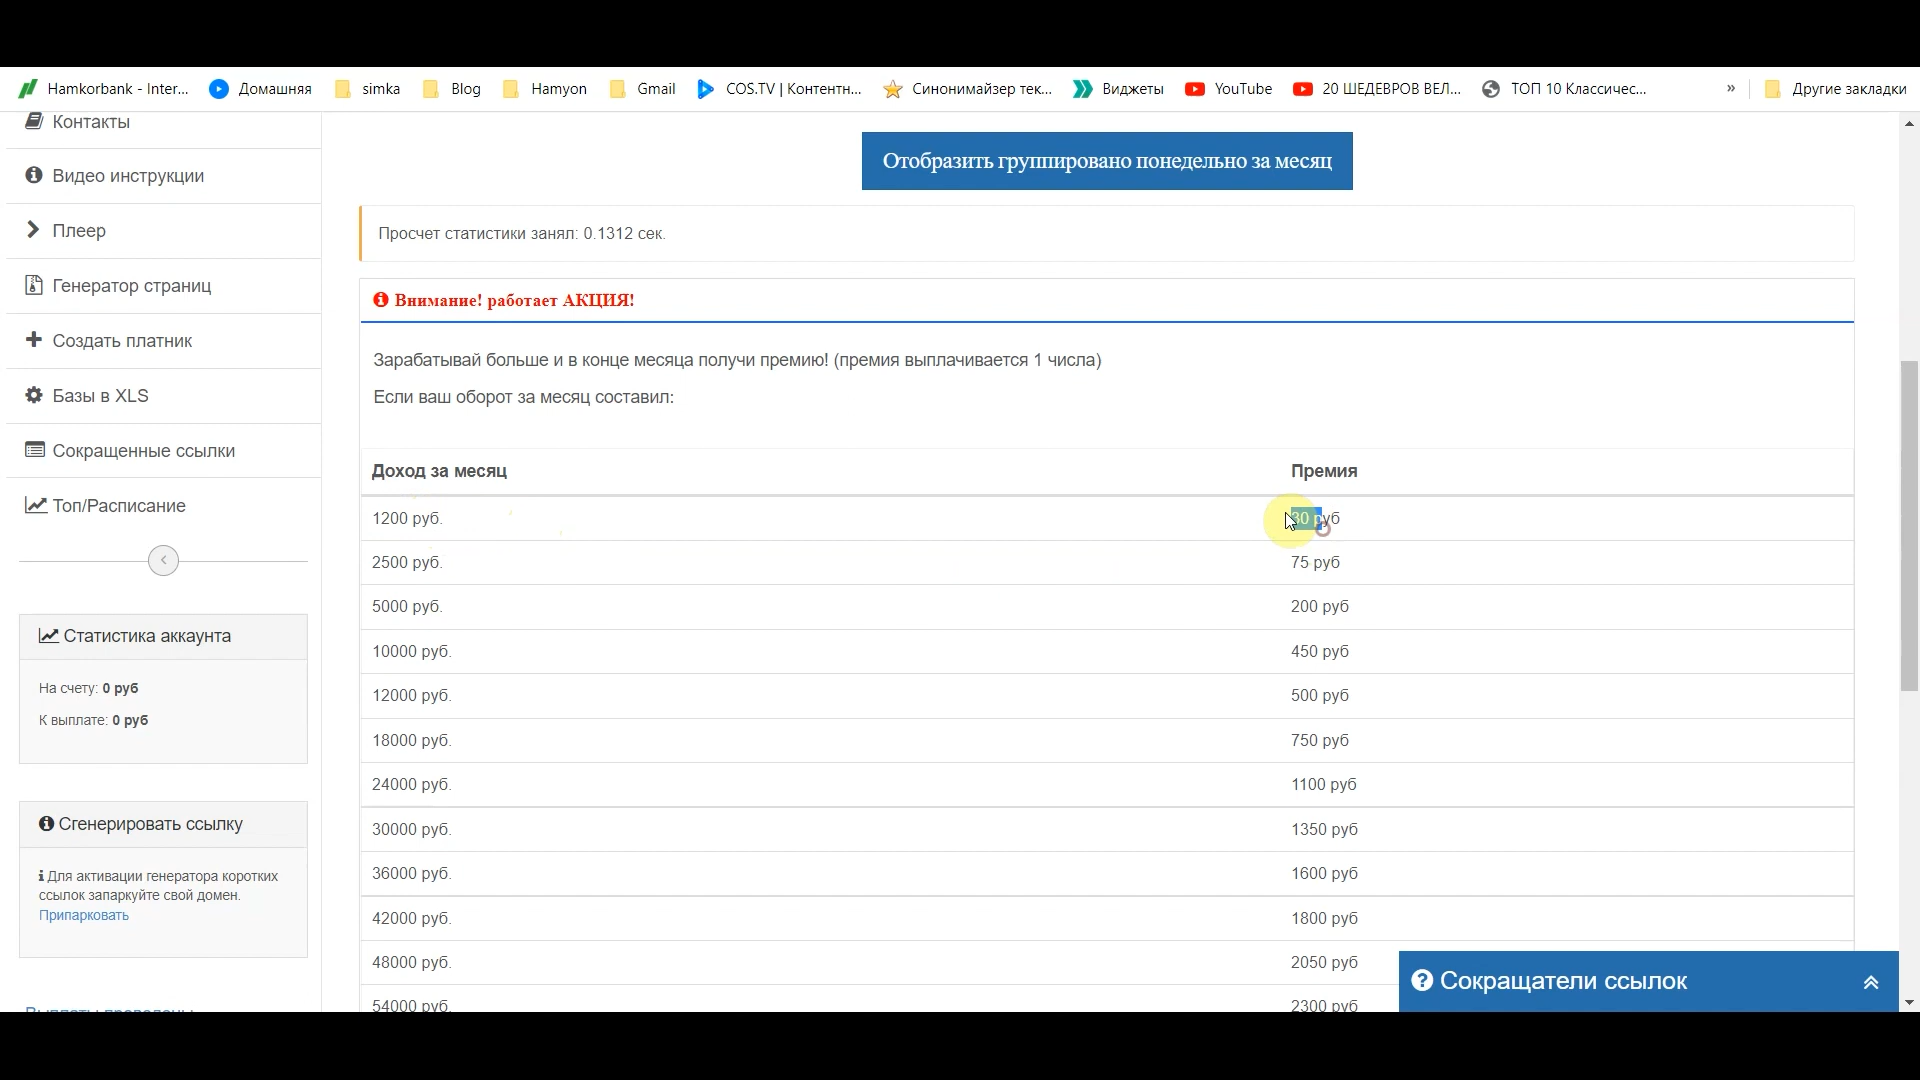 Hamkorbank - Inter... Домашняя simka Blog Hamyon Gmail COS.TV | Контентн... Синонимайзер тек... Виджеты YouTube 20 ШЕДЕВРОВ ВЕЛ... ТОП 10 Классичес... » Другие закладки
Контакты
Видео инструкции
Плеер
Генератор страниц
Создать платник
Базы в XLS
Сокращенные ссылки
Топ/Расписание
Статистика аккаунта
На счету: 0 руб
К выплате: 0 руб
Сгенерировать ссылку
Для активации генератора коротких
ссылок запаркуйте свой домен.
Припарковать
Отобразить группировано понедельно за месяц
Просчет статистики занял: 0.1312 сек.
Внимание! работает АКЦИЯ!
Зарабатывай больше и в конце месяца получи премию! (премия выплачивается 1 числа)
Если ваш оборот за месяц составил:
Доход за месяц Премия
1200 руб. 30 руб
2500 руб. 75 руб
5000 руб. 200 руб
10000 руб. 450 руб
12000 руб. 500 руб
18000 руб. 750 руб
24000 руб. 1100 руб
30000 руб. 1350 руб
36000 руб. 1600 руб
42000 руб. 1800 руб
48000 руб. 2050 руб
54000 руб. 2300 руб
Сокращатели ссылок